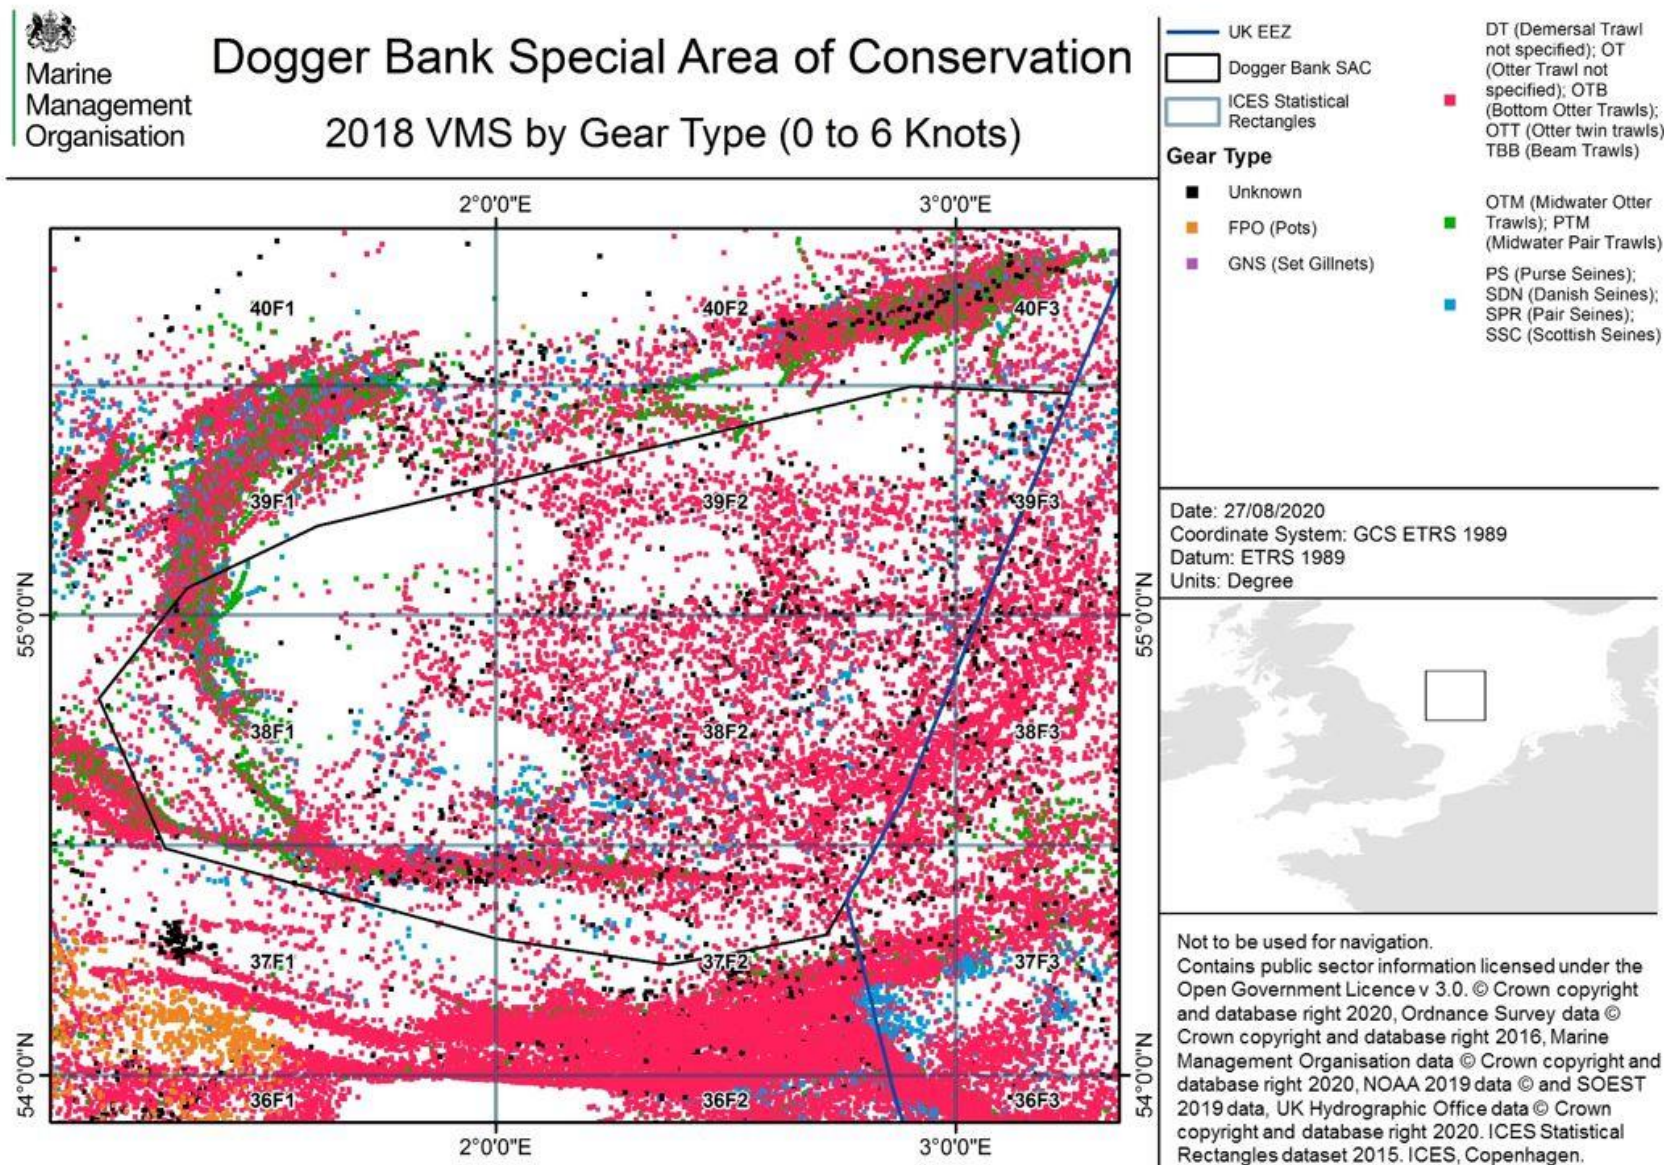 Marine
Management
Organisation
Dogger Bank Special Area of Conservation
2018 VMS by Gear Type (0 to 6 Knots)
2°0'0"E
3°0'0"E
40F1
40F2
40F3
39F1
39F2
39F3
55°0'0"N
55°0'0"N
38F1
38F2
38F3
37F1
37F2
37F3
54°0'0"N
54°0'0"N
36F1
36F2
36F3
2°0'0"E
3°0'0"E
UK EEZ
Dogger Bank SAC
ICES Statistical
Rectangles
Gear Type
Unknown
FPO (Pots)
GNS (Set Gillnets)
DT (Demersal Trawl
not specified); OT
(Otter Trawl not
specified); OTB
(Bottom Otter Trawls);
OTT (Otter twin trawls)
TBB (Beam Trawls)
OTM (Midwater Otter
Trawls); PTM
(Midwater Pair Trawls)
PS (Purse Seines);
SDN (Danish Seines);
SPR (Pair Seines);
SSC (Scottish Seines)
Date: 27/08/2020
Coordinate System: GCS ETRS 1989
Datum: ETRS 1989
Units: Degree
Not to be used for navigation.
Contains public sector information licensed under the
Open Government Licence v 3.0. © Crown copyright
and database right 2020, Ordnance Survey data ©
Crown copyright and database right 2016, Marine
Management Organisation data © Crown copyright and
database right 2020, NOAA 2019 data © and SOEST
2019 data, UK Hydrographic Office data © Crown
copyright and database right 2020. ICES Statistical
Rectangles dataset 2015. ICES, Copenhagen.